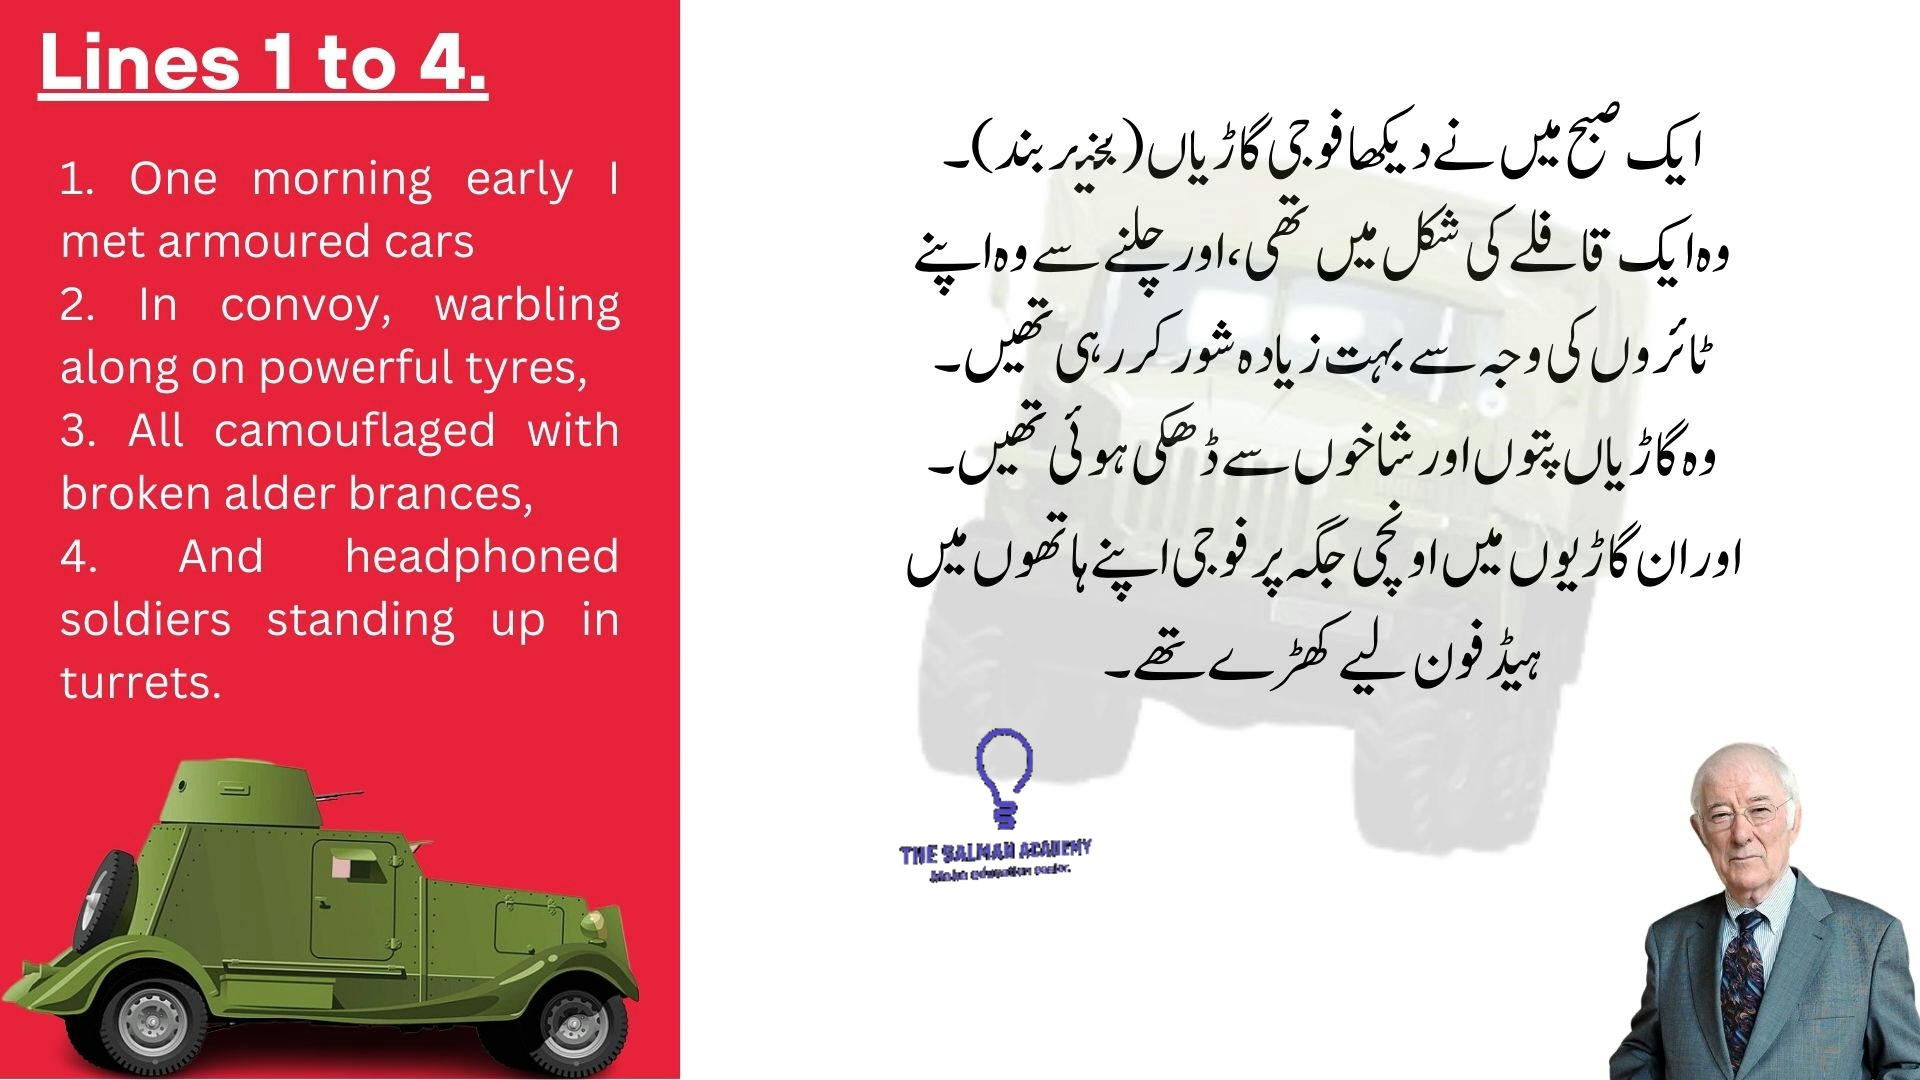 Lines 1 to 4.
1. One morning early I
met armoured cars
2. In convoy, warbling
along on powerful tyres,
3. All camouflaged with
broken alder brances,
4. And headphoned
soldiers standing up in
turrets.
ایک صبح میں نے دیکھا فوجی گاڑیاں (بخیر بند)۔
وہ ایک قافلے کی شکل میں تھی، اور چلنے سے وہ اپنے
ٹائروں کی وجہ سے بہت زیادہ شور کر رہی تھیں۔
وہ گاڑیاں پتوں اور شاخوں سے ڈھکی ہوئی تھیں۔
اور ان گاڑیوں میں اونچی جگہ پر فوجی اپنے ہاتھوں میں
ہیڈ فون لیے کھڑے تھے۔
THE SALMAN ACADEMY
Make education easier.